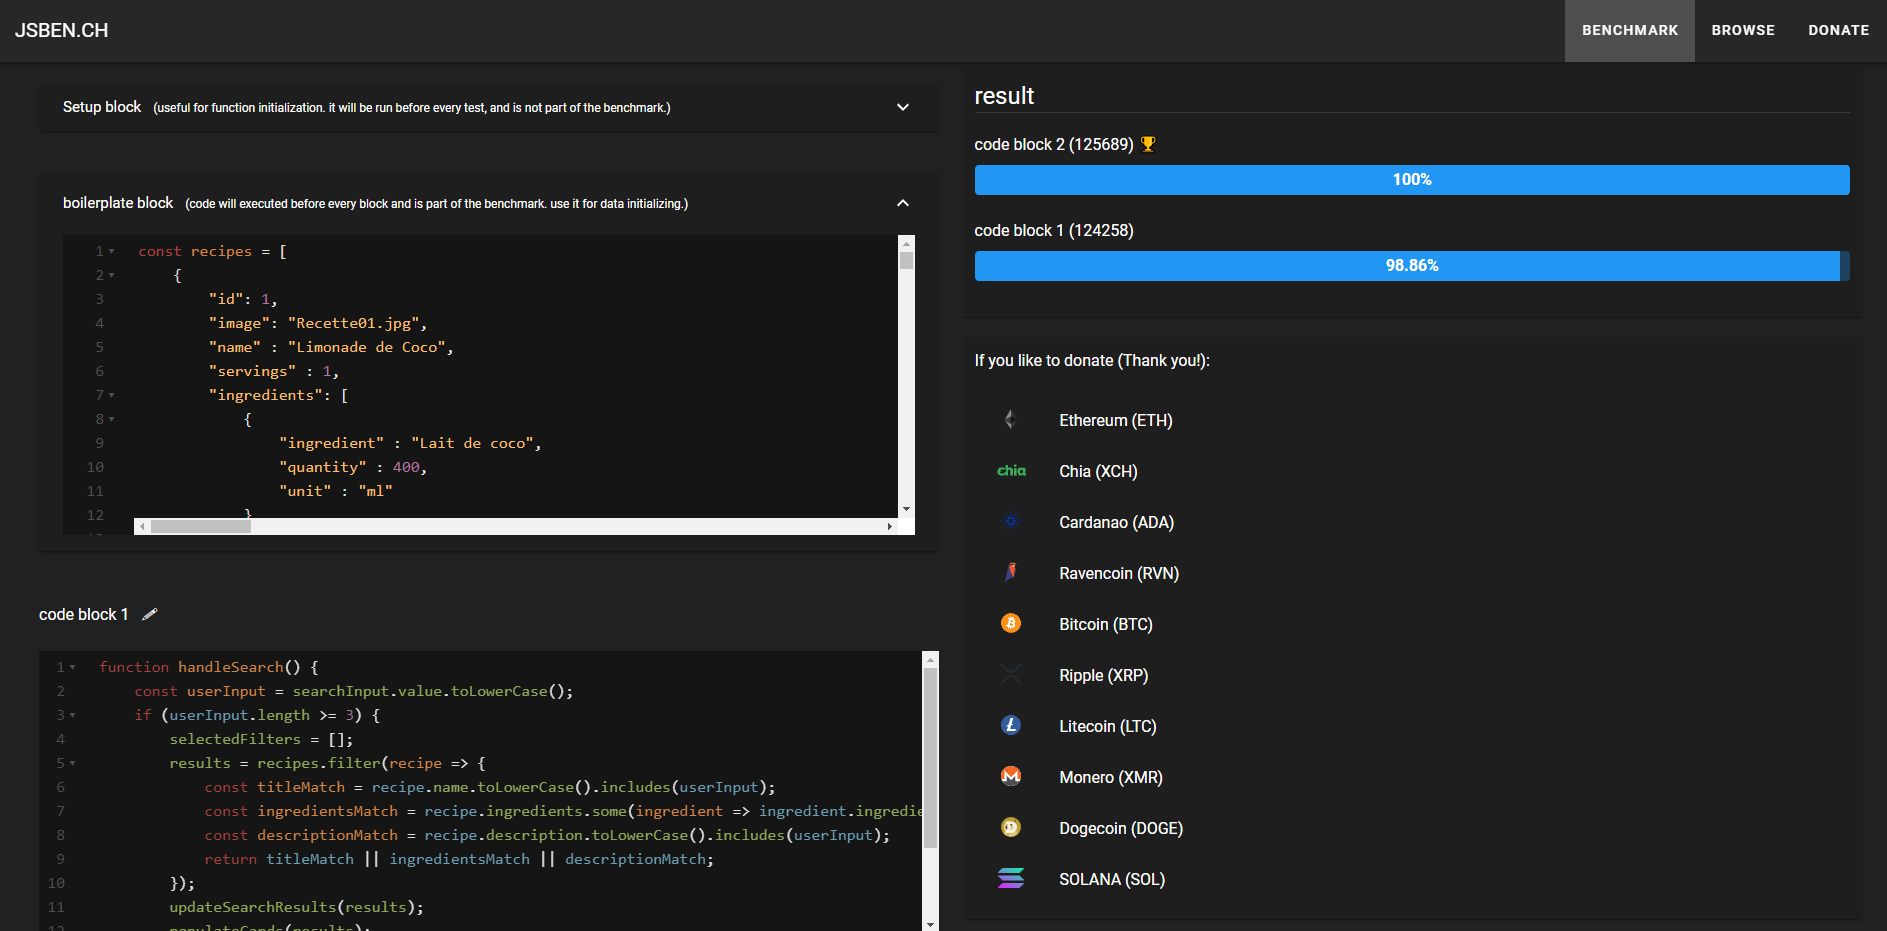 JSBEN.CH
BENCHMARK BROWSE DONATE
Setup block (useful for function initialization. it will be run before every test, and is not part of the benchmark.)
boilerplate block (code will executed before every block and is part of the benchmark. use it for data initializing.)
1 const recipes = [
2 {
3 "id": 1,
4 "image": "Recette01.jpg",
5 "name" : "Limonade de Coco",
6 "servings" : 1,
7 "ingredients": [
8 {
9 "ingredient" : "Lait de coco",
10 "quantity" : 400,
11 "unit" : "ml"
12 }
code block 1
1 function handleSearch() {
2 const userInput = searchInput.value.toLowerCase();
3 if (userInput.length >= 3) {
4 selectedFilters = [];
5 results = recipes.filter(recipe => {
6 const titleMatch = recipe.name.toLowerCase().includes(userInput);
7 const ingredientsMatch = recipe.ingredients.some(ingredient => ingredient.ingredie
8 const descriptionMatch = recipe.description.toLowerCase().includes(userInput);
9 return titleMatch || ingredientsMatch || descriptionMatch;
10 });
11 updateSearchResults(results);
result
code block 2 (125689)
100%
code block 1 (124258)
98.86%
If you like to donate (Thank you!):
Ethereum (ETH)
chia Chia (XCH)
Cardanao (ADA)
Ravencoin (RVN)
Bitcoin (BTC)
Ripple (XRP)
Litecoin (LTC)
Monero (XMR)
Dogecoin (DOGE)
SOLANA (SOL)